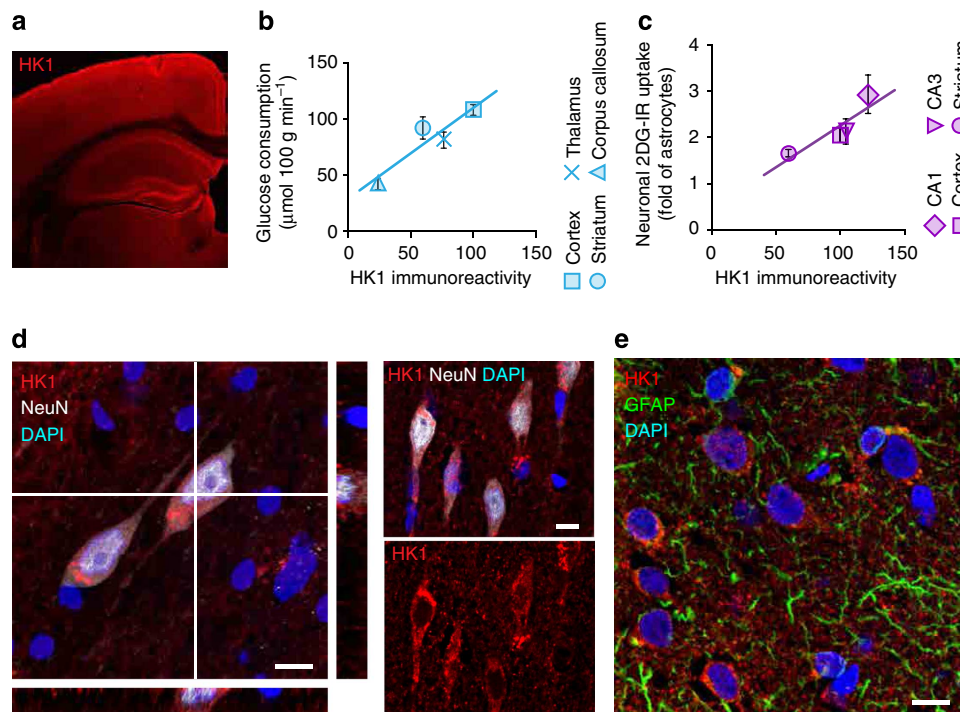 a
HK1
b
150
100
50
0
0
50
100
150
Glucose consumption
(µmol 100 g min⁻¹)
HK1 immunoreactivity
Cortex
Striatum
Thalamus
Corpus callosum
c
4
3
2
1
0
0
50
100
150
Neuronal 2DG-IR uptake
(fold of astrocytes)
HK1 immunoreactivity
CA1
Cortex
CA3
Striatum
d
HK1
NeuN
DAPI
HK1 NeuN DAPI
HK1
e
HK1
GFAP
DAPI